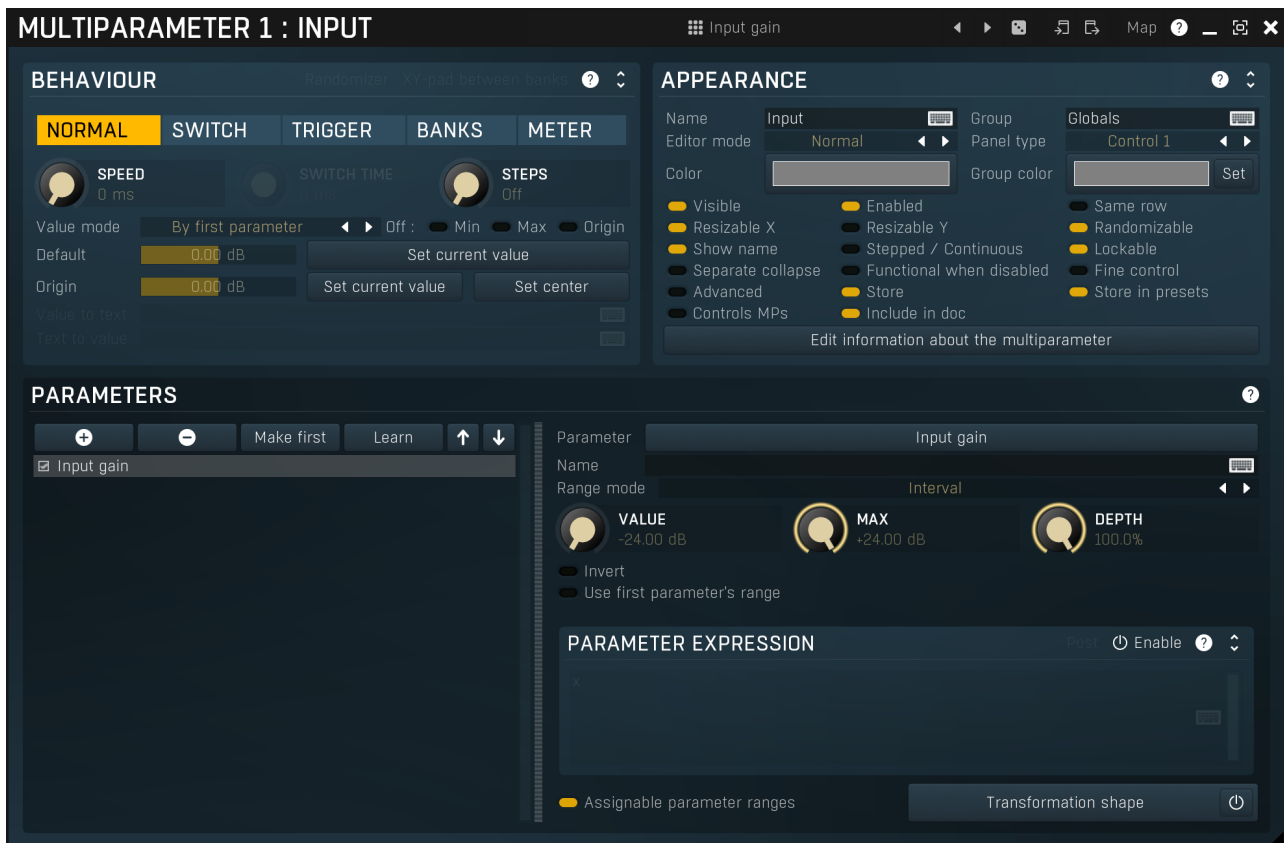 MULTIPARAMETER 1 : INPUT
Input gain
Map ?
BEHAVIOUR Randomizer XY-pad between banks ?
NORMAL SWITCH TRIGGER BANKS METER
SPEED
0 ms
SWITCH TIME
STEPS
Off
Value mode By first parameter Off : Min Max Origin
Default 0.00 dB Set current value
Origin 0.00 dB Set current value Set center
Value to text
Text to value
APPEARANCE ?
Name Input Group Globals
Editor mode Normal Panel type Control 1
Color Group color Set
Visible Enabled Same row
Resizable X Resizable Y Randomizable
Show name Stepped / Continuous Lockable
Separate collapse Functional when disabled Fine control
Advanced Store Store in presets
Controls MPs Include in doc
Edit information about the multiparameter
PARAMETERS ?
Make first Learn
Input gain
Parameter Input gain
Name
Range mode Interval
VALUE
-24.00 dB
MAX
+24.00 dB
DEPTH
100.0%
Invert
Use first parameter's range
PARAMETER EXPRESSION Post Enable ?
x
Assignable parameter ranges Transformation shape